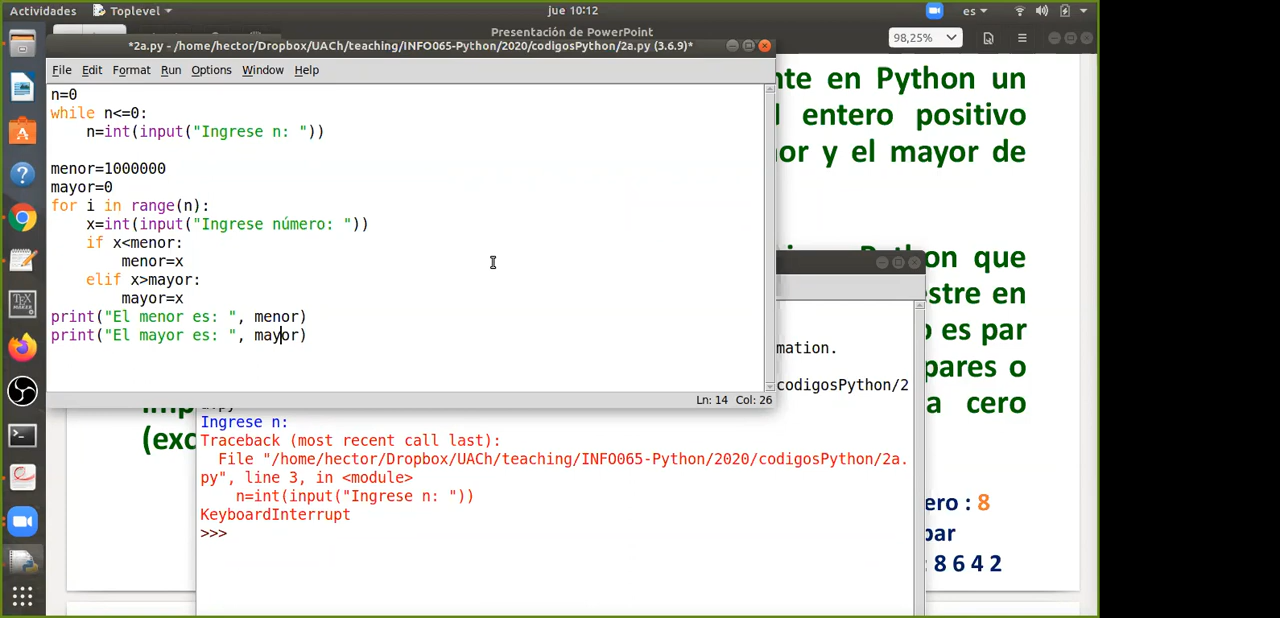 Actividades
Toplevel
jue 10:12
es
Presentación de PowerPoint
98,25%
*2a.py - /home/hector/Dropbox/UACh/teaching/INFO065-Python/2020/codigosPython/2a.py (3.6.9)*
File Edit Format Run Options Window Help
n=0
while n<=0:
n=int(input("Ingrese n: "))
menor=1000000
mayor=0
for i in range(n):
x=int(input("Ingrese número: "))
if x<menor:
menor=x
elif x>mayor:
mayor=x
print("El menor es: ", menor)
print("El mayor es: ", mayor)
Ln: 14 Col: 26
en Python un
entero positivo
y el mayor de
que
en
es par
pares o
a cero
mation.
codigosPython/2
Ingrese n:
Traceback (most recent call last):
File "/home/hector/Dropbox/UACh/teaching/INFO065-Python/2020/codigosPython/2a.
py", line 3, in <module>
n=int(input("Ingrese n: "))
KeyboardInterrupt
>>>
: 8
: 8 6 4 2